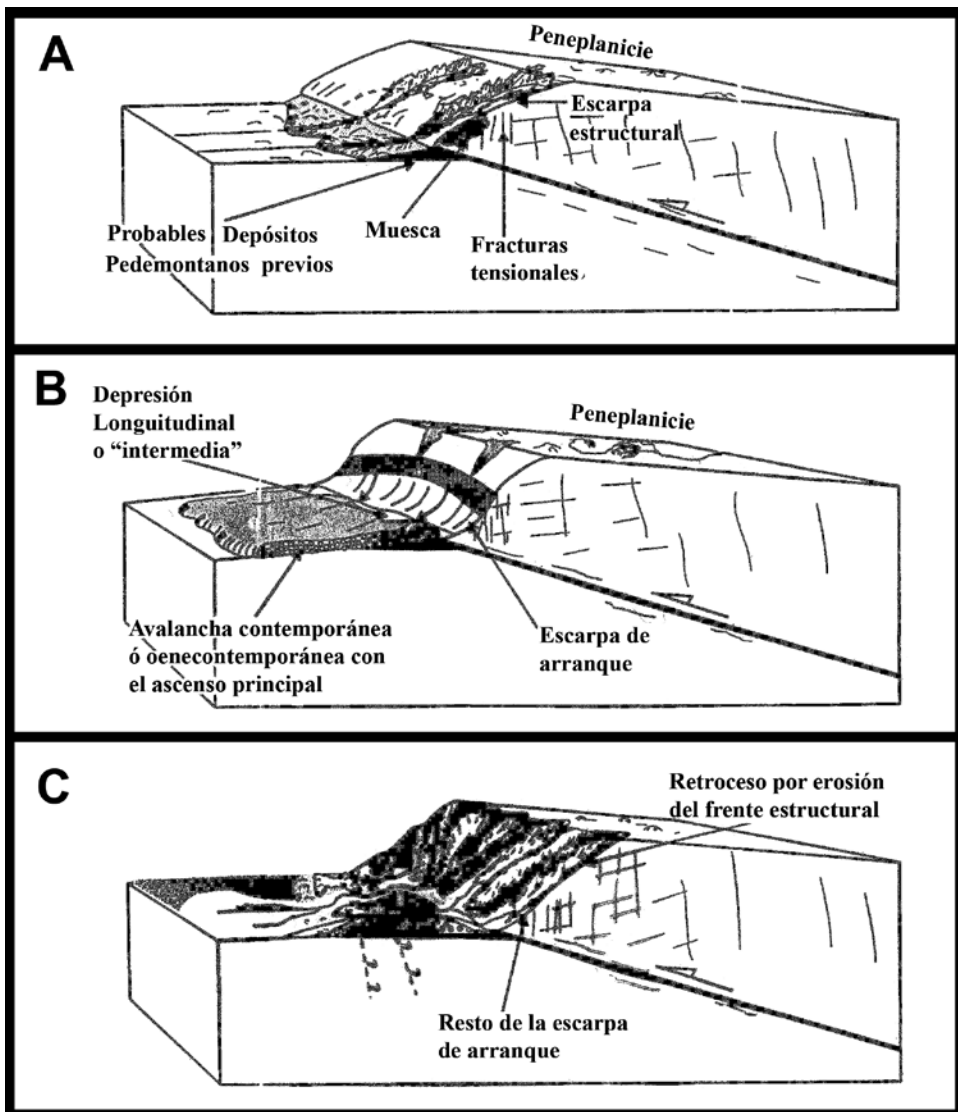 A
Peneplanicie
Escarpa
estructural
Probables Depósitos
Pedemontanos previos
Muesca
Fracturas
tensionales
B
Depresión
Longuitudinal
o “intermedia”
Peneplanicie
Avalancha contemporánea
ó oenecontemporánea con
el ascenso principal
Escarpa de
arranque
C
Retroceso por erosión
del frente estructural
Resto de la escarpa
de arranque